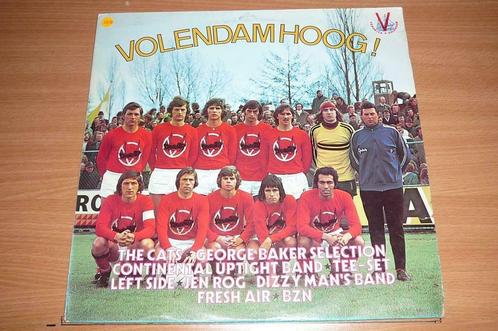 VOLENDAM HOOG!
V
RO
A
THE CATS - GEORGE BAKER SELECTION
CONTINENTAL UPTIGHT BAND ★ TEE-SET
LEFT SIDE ★ JEN ROG ★ DIZZY MAN'S BAND
FRESH AIR ★ BZN